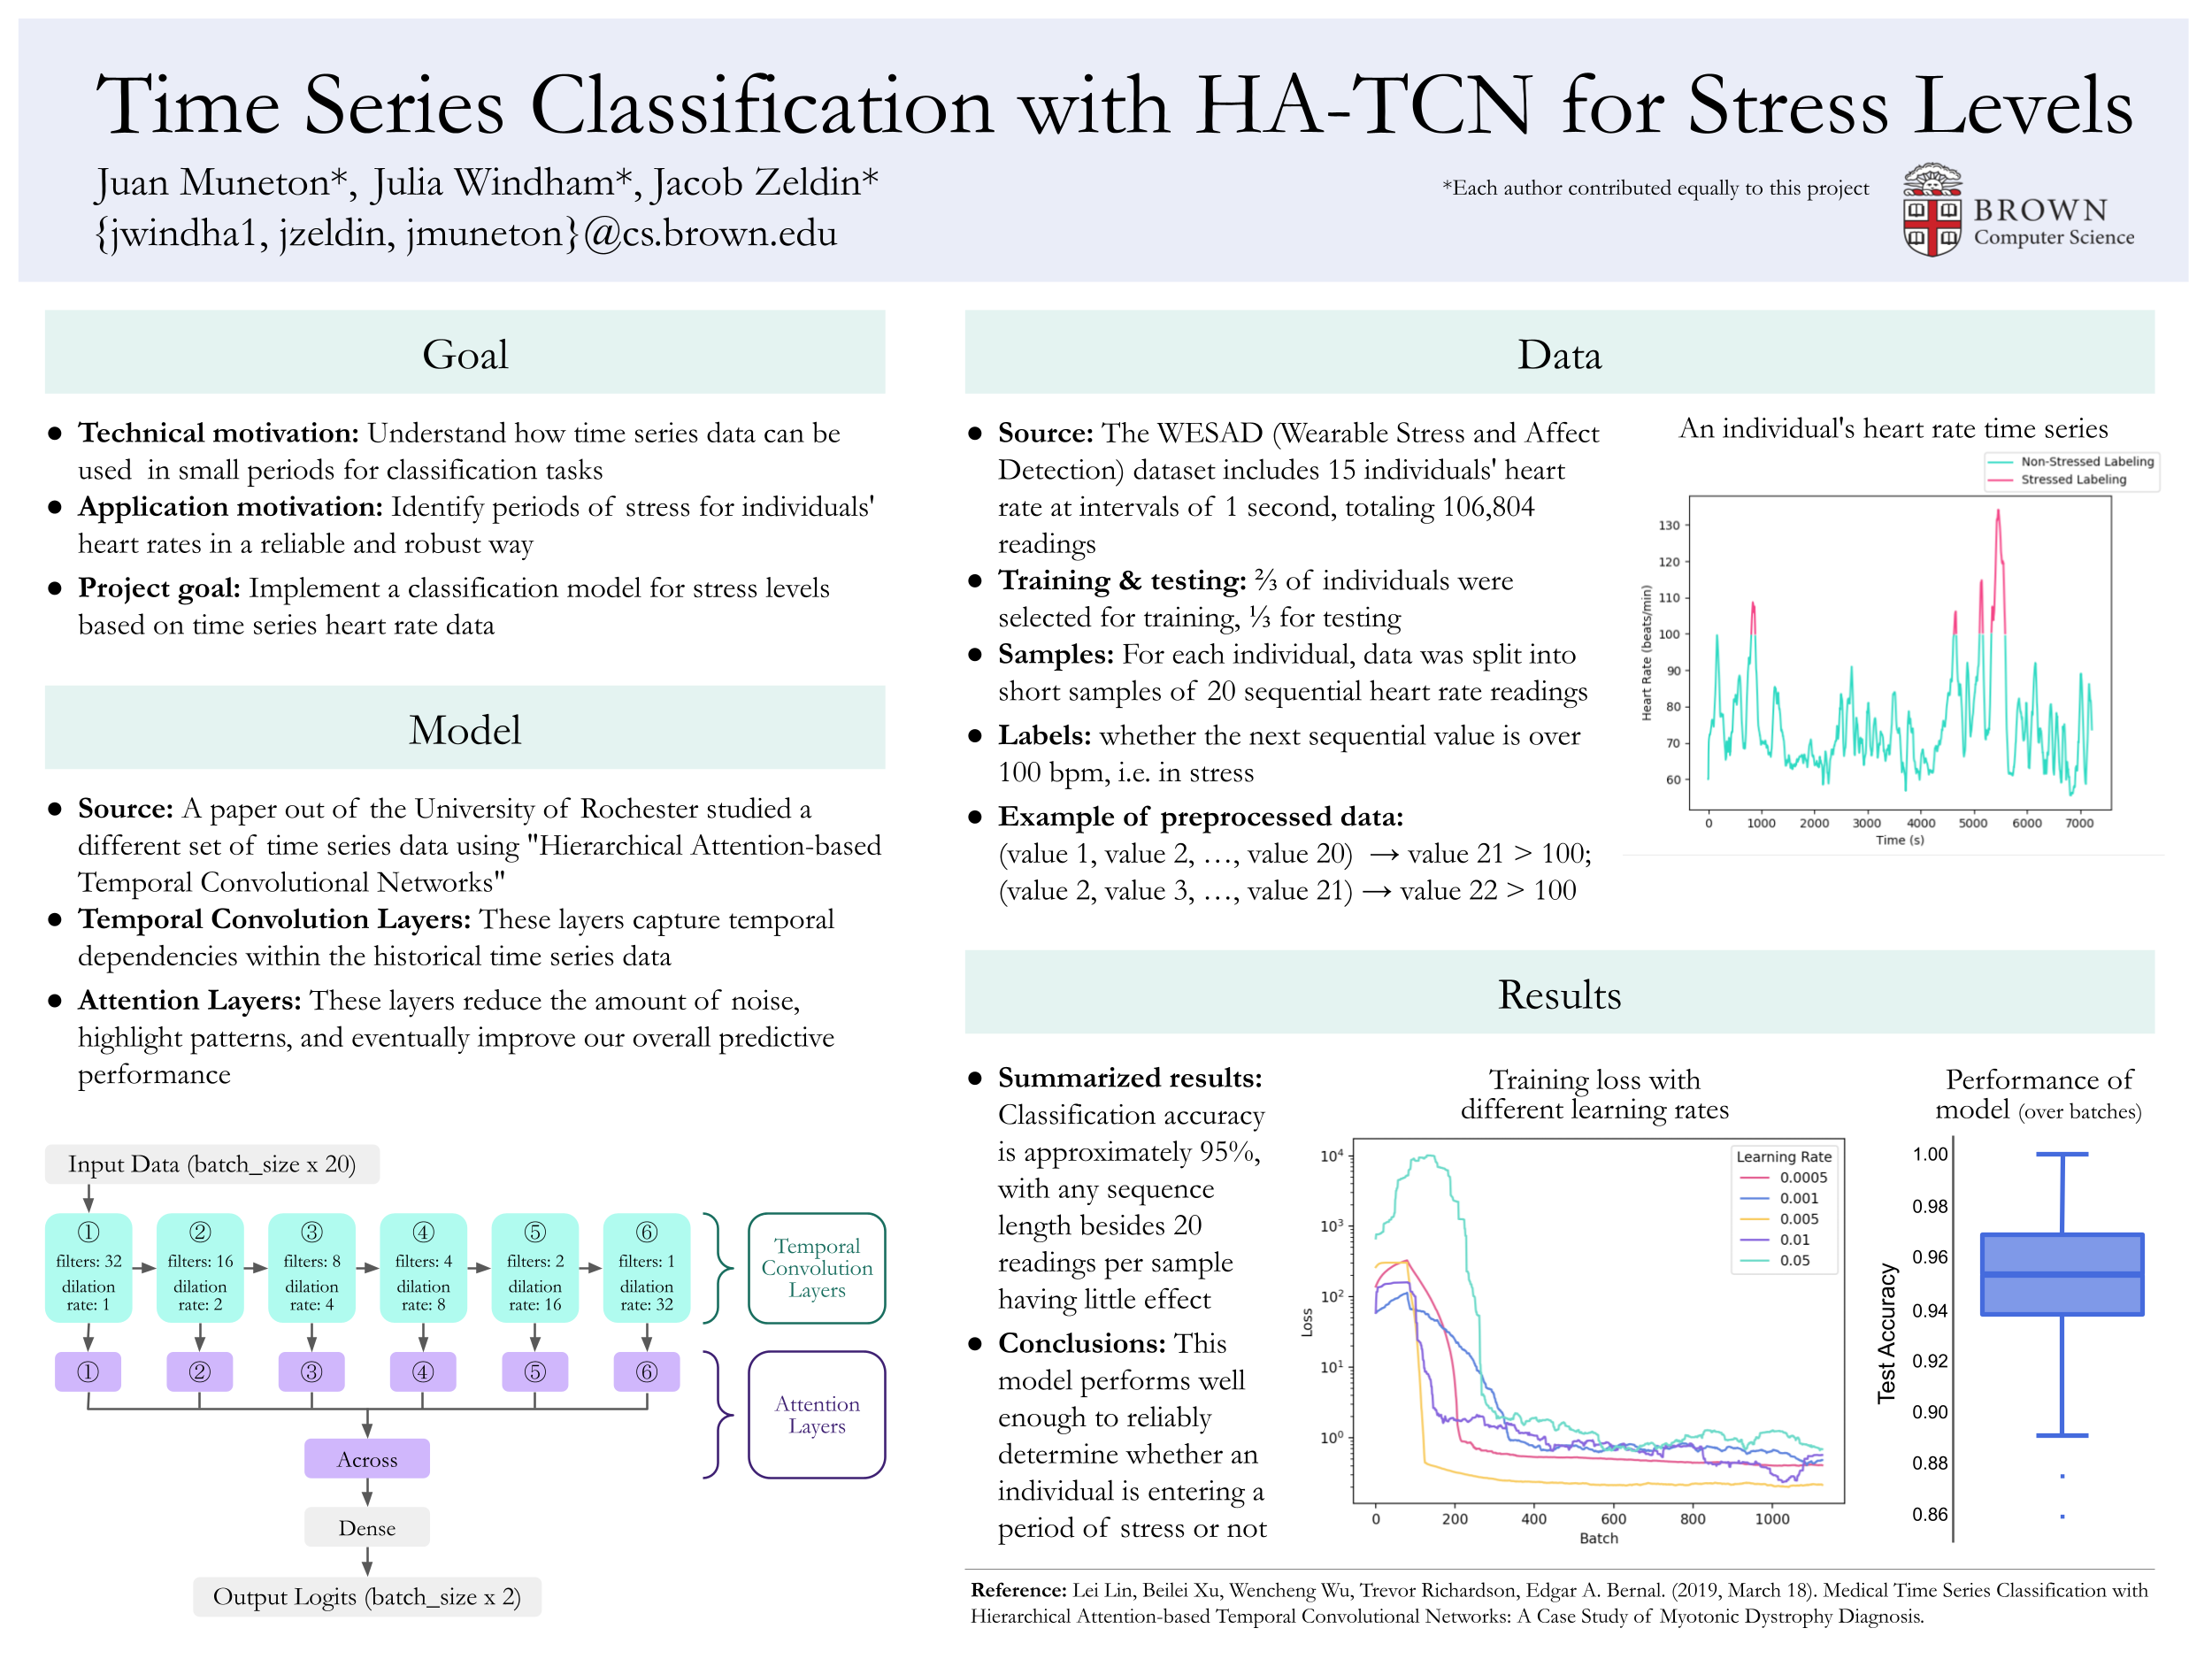 Time Series Classification with HA-TCN for Stress Levels
Juan Muneton*, Julia Windham*, Jacob Zeldin*
{jwindha1, jzeldin, jmuneton}@cs.brown.edu
*Each author contributed equally to this project
BROWN
Computer Science
Goal
● Technical motivation: Understand how time series data can be
used in small periods for classification tasks
● Application motivation: Identify periods of stress for individuals'
heart rates in a reliable and robust way
● Project goal: Implement a classification model for stress levels
based on time series heart rate data
Model
● Source: A paper out of the University of Rochester studied a
different set of time series data using "Hierarchical Attention-based
Temporal Convolutional Networks"
● Temporal Convolution Layers: These layers capture temporal
dependencies within the historical time series data
● Attention Layers: These layers reduce the amount of noise,
highlight patterns, and eventually improve our overall predictive
performance
Input Data (batch_size x 20)
① ② ③ ④ ⑤ ⑥
filters: 32 filters: 16 filters: 8 filters: 4 filters: 2 filters: 1
dilation dilation dilation dilation dilation dilation
rate: 1 rate: 2 rate: 4 rate: 8 rate: 16 rate: 32
Temporal
Convolution
Layers
① ② ③ ④ ⑤ ⑥
Attention
Layers
Across
Dense
Output Logits (batch_size x 2)
Data
● Source: The WESAD (Wearable Stress and Affect
Detection) dataset includes 15 individuals' heart
rate at intervals of 1 second, totaling 106,804
readings
● Training & testing: ⅔ of individuals were
selected for training, ⅓ for testing
● Samples: For each individual, data was split into
short samples of 20 sequential heart rate readings
● Labels: whether the next sequential value is over
100 bpm, i.e. in stress
● Example of preprocessed data:
(value 1, value 2, …, value 20) → value 21 > 100;
(value 2, value 3, …, value 21) → value 22 > 100
An individual's heart rate time series
Non-Stressed Labeling
Stressed Labeling
Heart Rate (beats/min)
130
120
110
100
90
80
70
60
0 1000 2000 3000 4000 5000 6000 7000
Time (s)
Results
● Summarized results:
Classification accuracy
is approximately 95%,
with any sequence
length besides 20
readings per sample
having little effect
● Conclusions: This
model performs well
enough to reliably
determine whether an
individual is entering a
period of stress or not
Training loss with
different learning rates
Learning Rate
0.0005
0.001
0.005
0.01
0.05
Loss
10⁴
10³
10²
10¹
10⁰
0 200 400 600 800 1000
Batch
Performance of
model (over batches)
Test Accuracy
1.00
0.98
0.96
0.94
0.92
0.90
0.88
0.86
Reference: Lei Lin, Beilei Xu, Wencheng Wu, Trevor Richardson, Edgar A. Bernal. (2019, March 18). Medical Time Series Classification with
Hierarchical Attention-based Temporal Convolutional Networks: A Case Study of Myotonic Dystrophy Diagnosis.